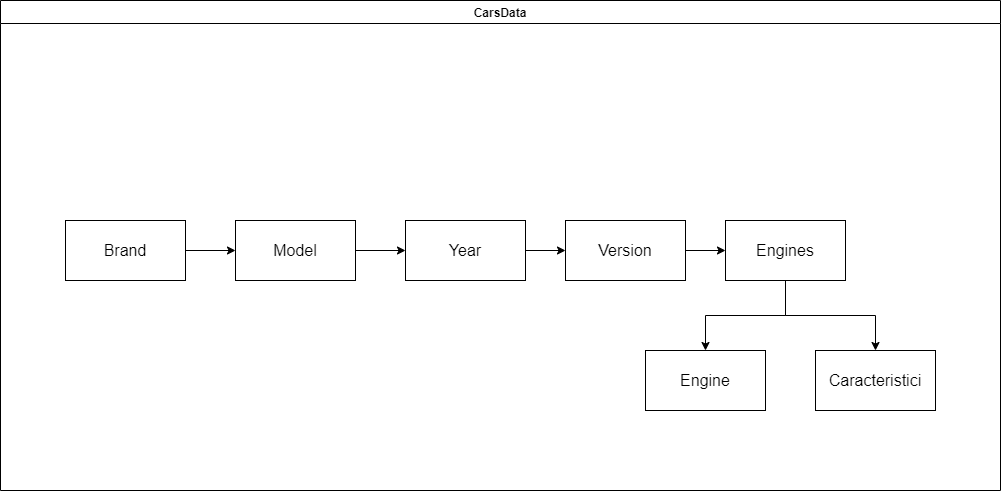 CarsData
Brand
Model
Year
Version
Engines
Engine
Caracteristici